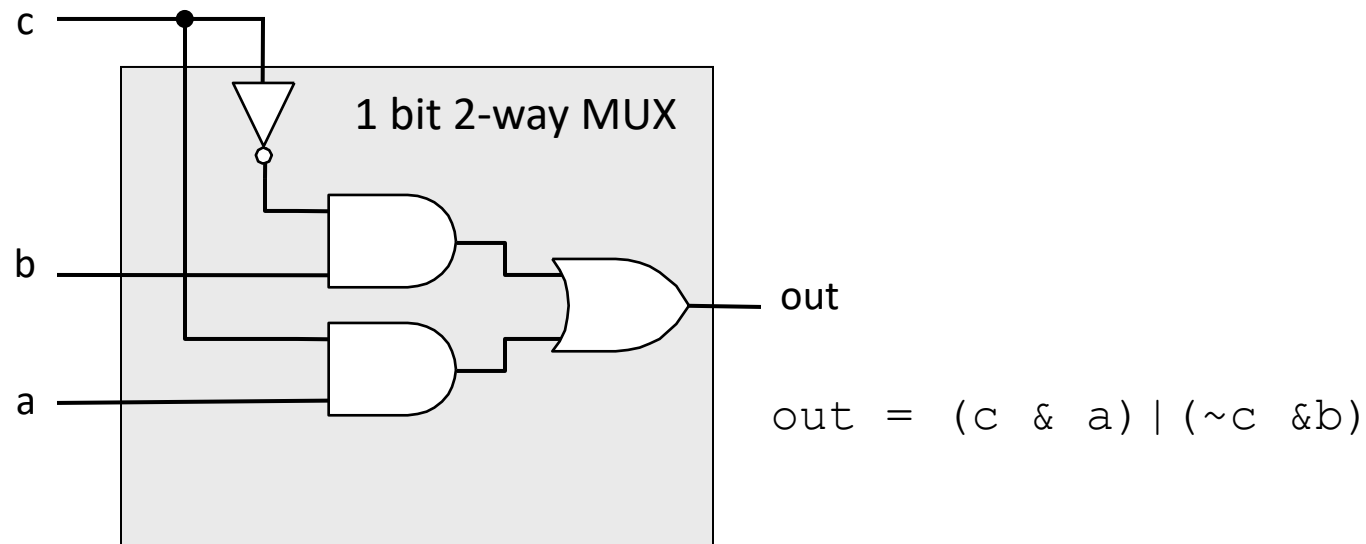 c
1 bit 2-way MUX
b
out
a
out = (c & a)|(~c &b)